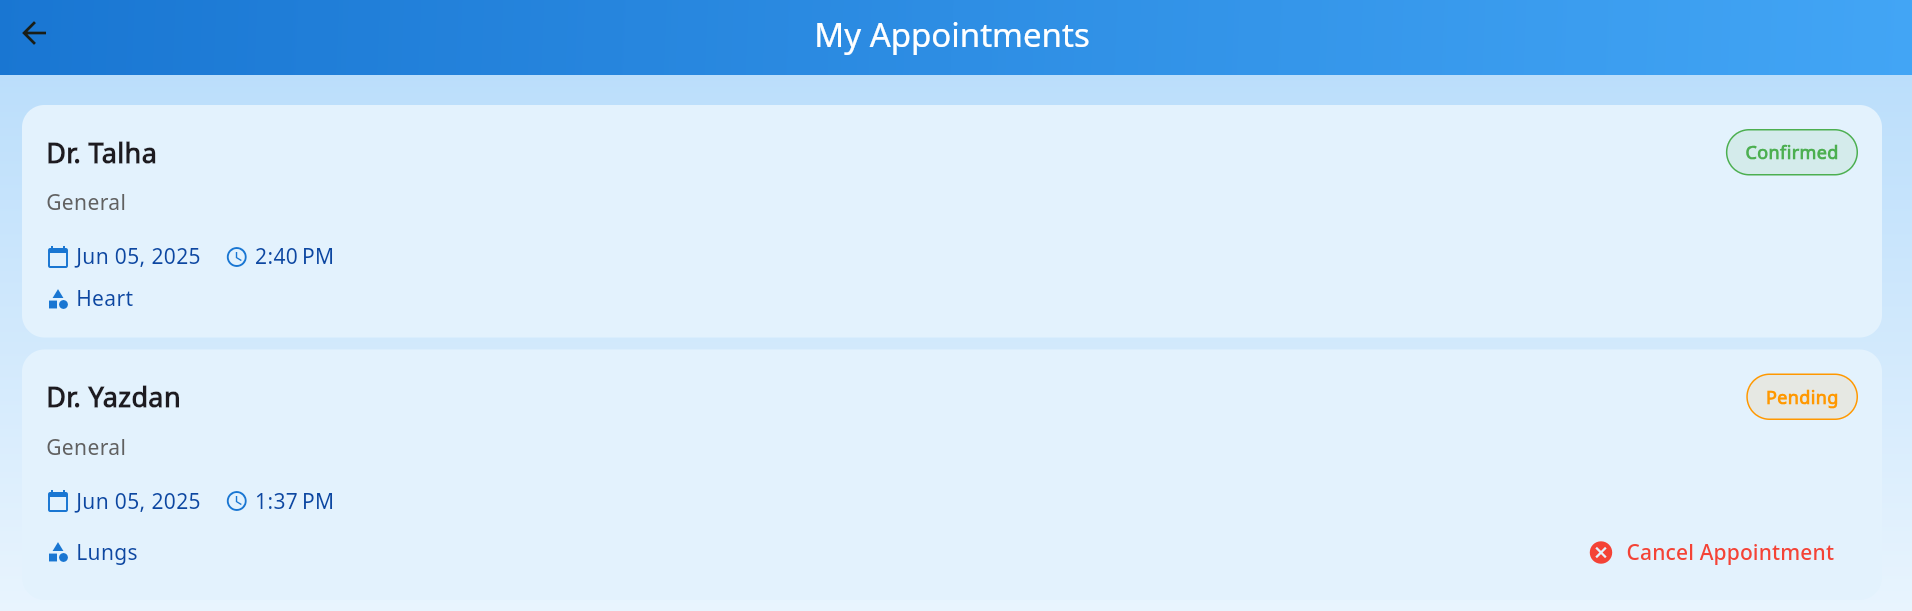 My Appointments
Dr. Talha
Confirmed
General
Jun 05, 2025 2:40 PM
Heart
Dr. Yazdan
Pending
General
Jun 05, 2025 1:37 PM
Lungs
Cancel Appointment